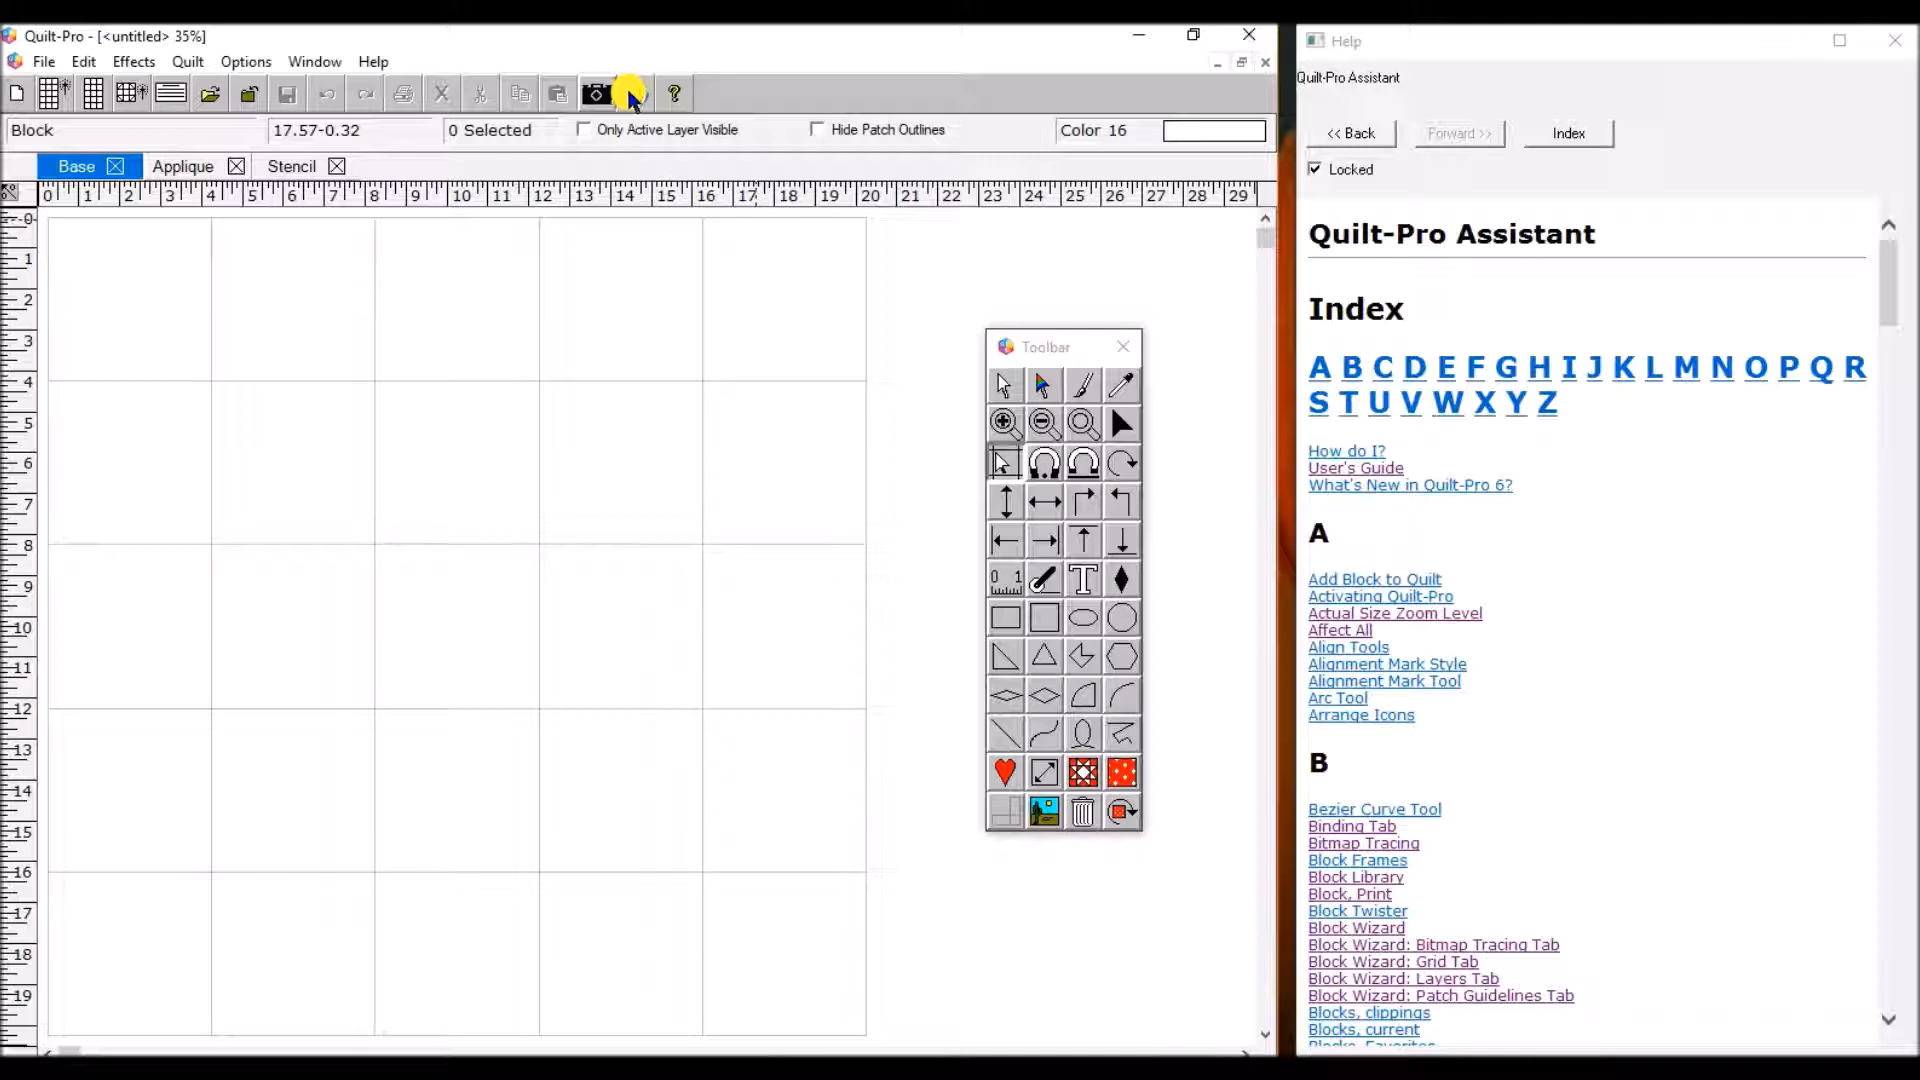 Quilt-Pro - [<untitled> 35%]
File Edit Effects Quilt Options Window Help
Block 17.57-0.32 0 Selected Only Active Layer Visible Hide Patch Outlines Color 16
Base Applique Stencil
0 1 2 3 4 5 6 7 8 9 10 11 12 13 14 15 16 17 18 19 20 21 22 23 24 25 26 27 28 29
0
1
2
3
4
5
6
7
8
9
10
11
12
13
14
15
16
17
18
19
Toolbar
0 1
T
Help
Quilt-Pro Assistant
<< Back Forward >> Index
Locked
Quilt-Pro Assistant
Index
A B C D E F G H I J K L M N O P Q R
S T U V W X Y Z
How do I?
User's Guide
What's New in Quilt-Pro 6?
A
Add Block to Quilt
Activating Quilt-Pro
Actual Size Zoom Level
Affect All
Align Tools
Alignment Mark Style
Alignment Mark Tool
Arc Tool
Arrange Icons
B
Bezier Curve Tool
Binding Tab
Bitmap Tracing
Block Frames
Block Library
Block, Print
Block Twister
Block Wizard
Block Wizard: Bitmap Tracing Tab
Block Wizard: Grid Tab
Block Wizard: Layers Tab
Block Wizard: Patch Guidelines Tab
Blocks, clippings
Blocks, current
Blocks, Favorites